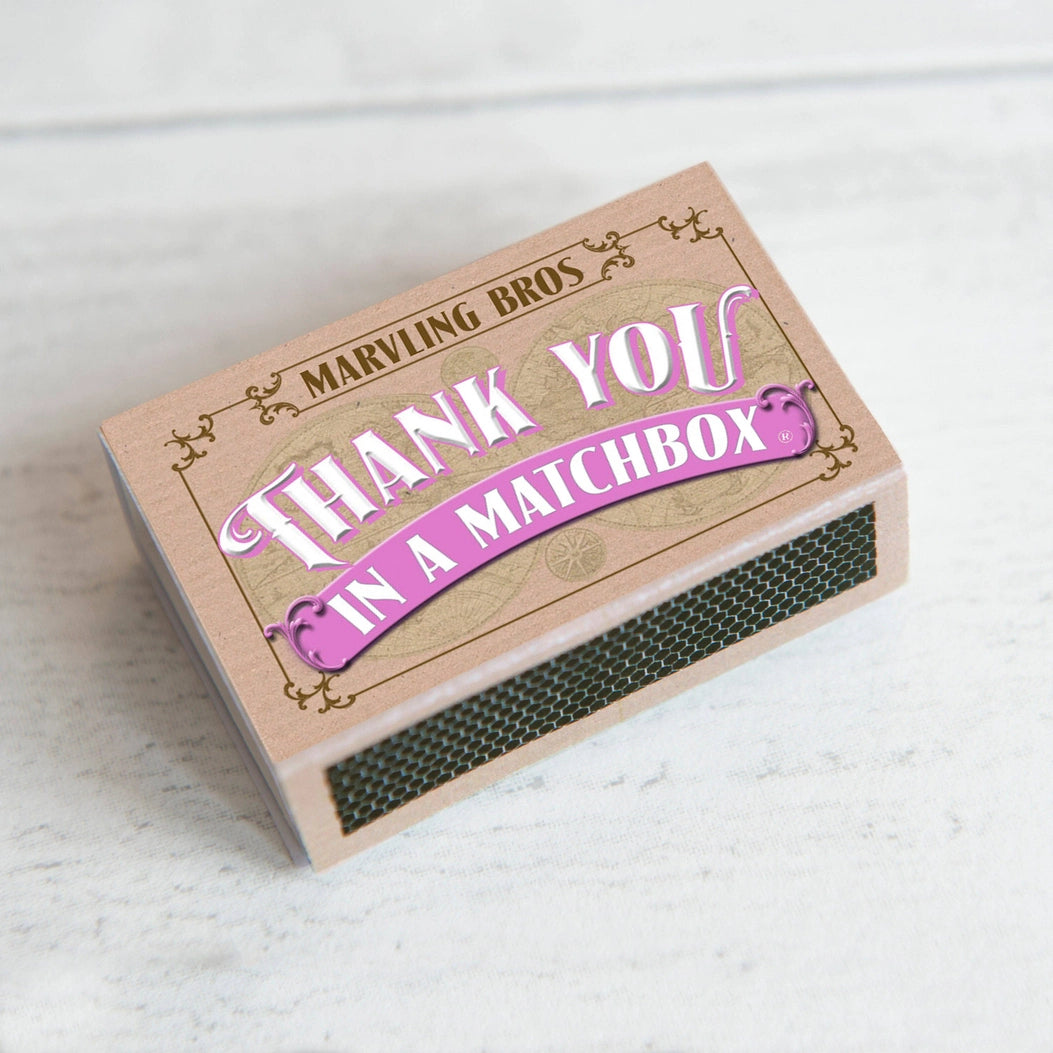 MARVLING BROS
THANK YOU
IN A MATCHBOX ®